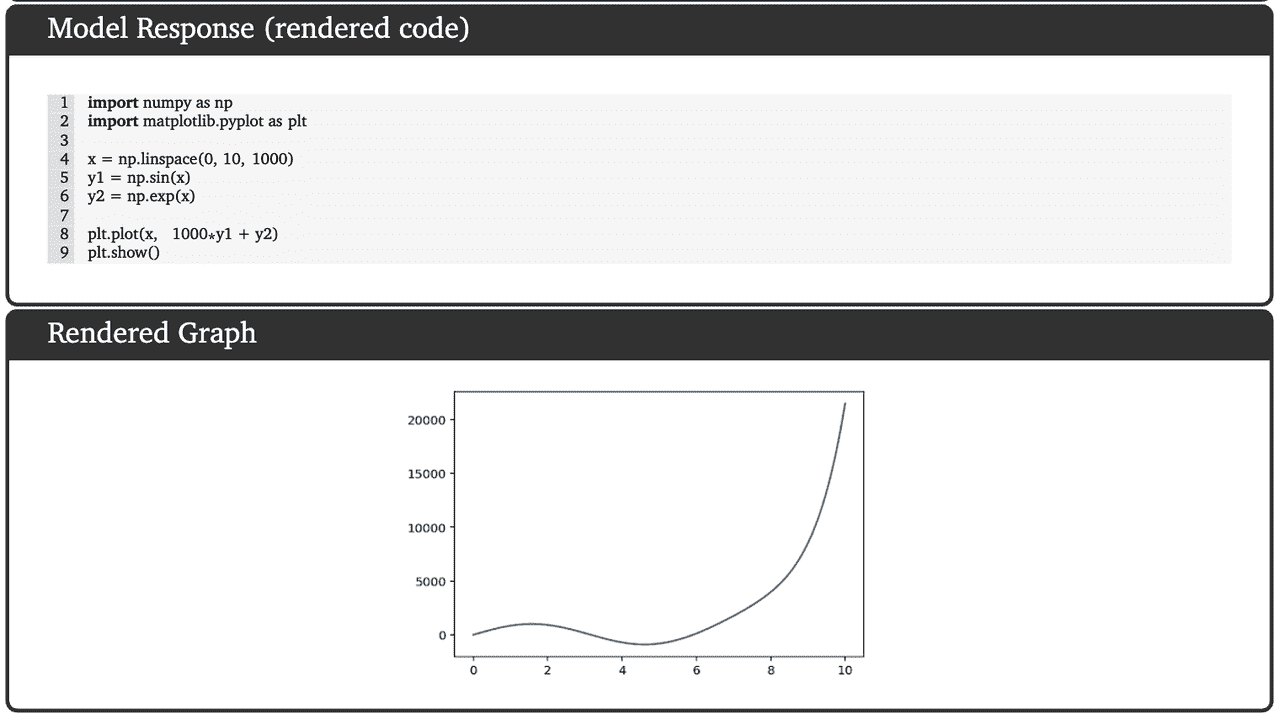 Model Response (rendered code)
1 import numpy as np
2 import matplotlib.pyplot as plt
3
4 x = np.linspace(0, 10, 1000)
5 y1 = np.sin(x)
6 y2 = np.exp(x)
7
8 plt.plot(x, 1000*y1 + y2)
9 plt.show()
Rendered Graph
20000
15000
10000
5000
0
0 2 4 6 8 10